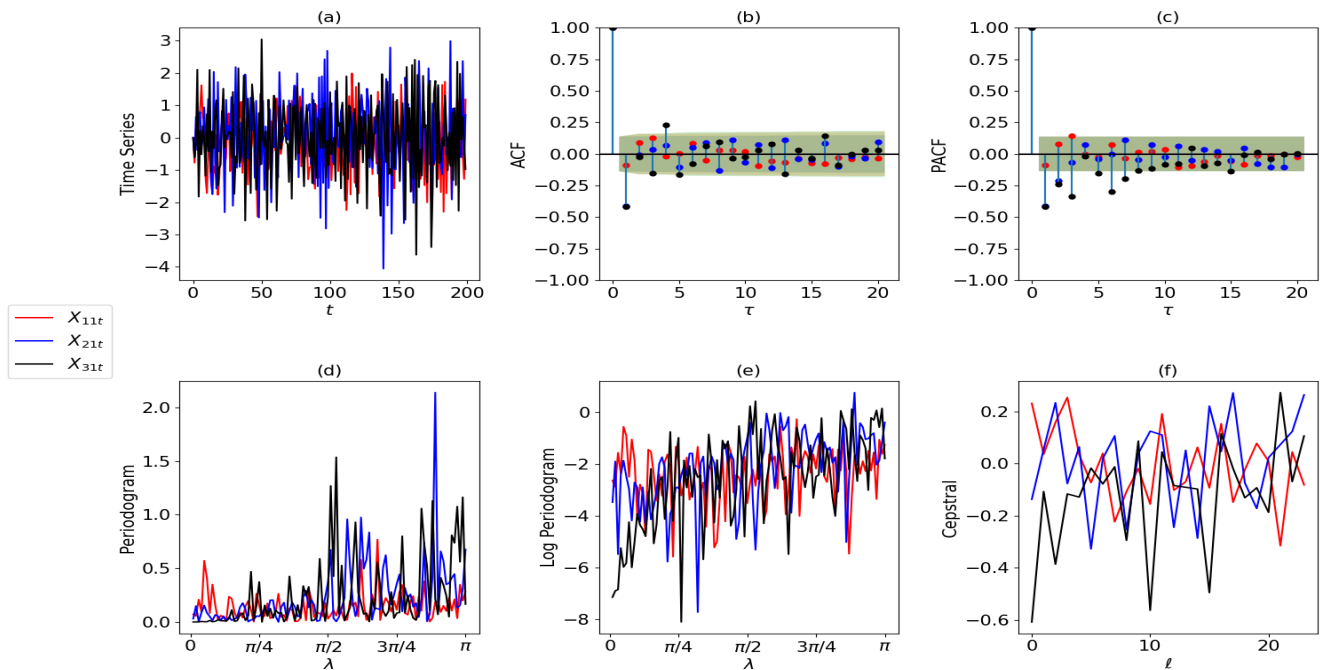 (a)
(b)
(c)
3
2
1
0
−1
−2
−3
−4
Time Series
0
50
100
150
200
t
1.00
0.75
0.50
0.25
0.00
−0.25
−0.50
−0.75
−1.00
ACF
0
5
10
15
20
τ
1.00
0.75
0.50
0.25
0.00
−0.25
−0.50
−0.75
−1.00
PACF
0
5
10
15
20
τ
X11t
X21t
X31t
(d)
(e)
(f)
2.0
1.5
1.0
0.5
0.0
Periodogram
0
π/4
π/2
3π/4
π
λ
0
−2
−4
−6
−8
Log Periodogram
0
π/4
π/2
3π/4
π
λ
0.2
0.0
−0.2
−0.4
−0.6
Cepstral
0
10
20
ℓ